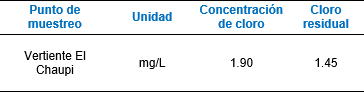 Punto de muestreo Unidad Concentración de cloro Cloro residual
Vertiente El Chaupi mg/L 1.90 1.45